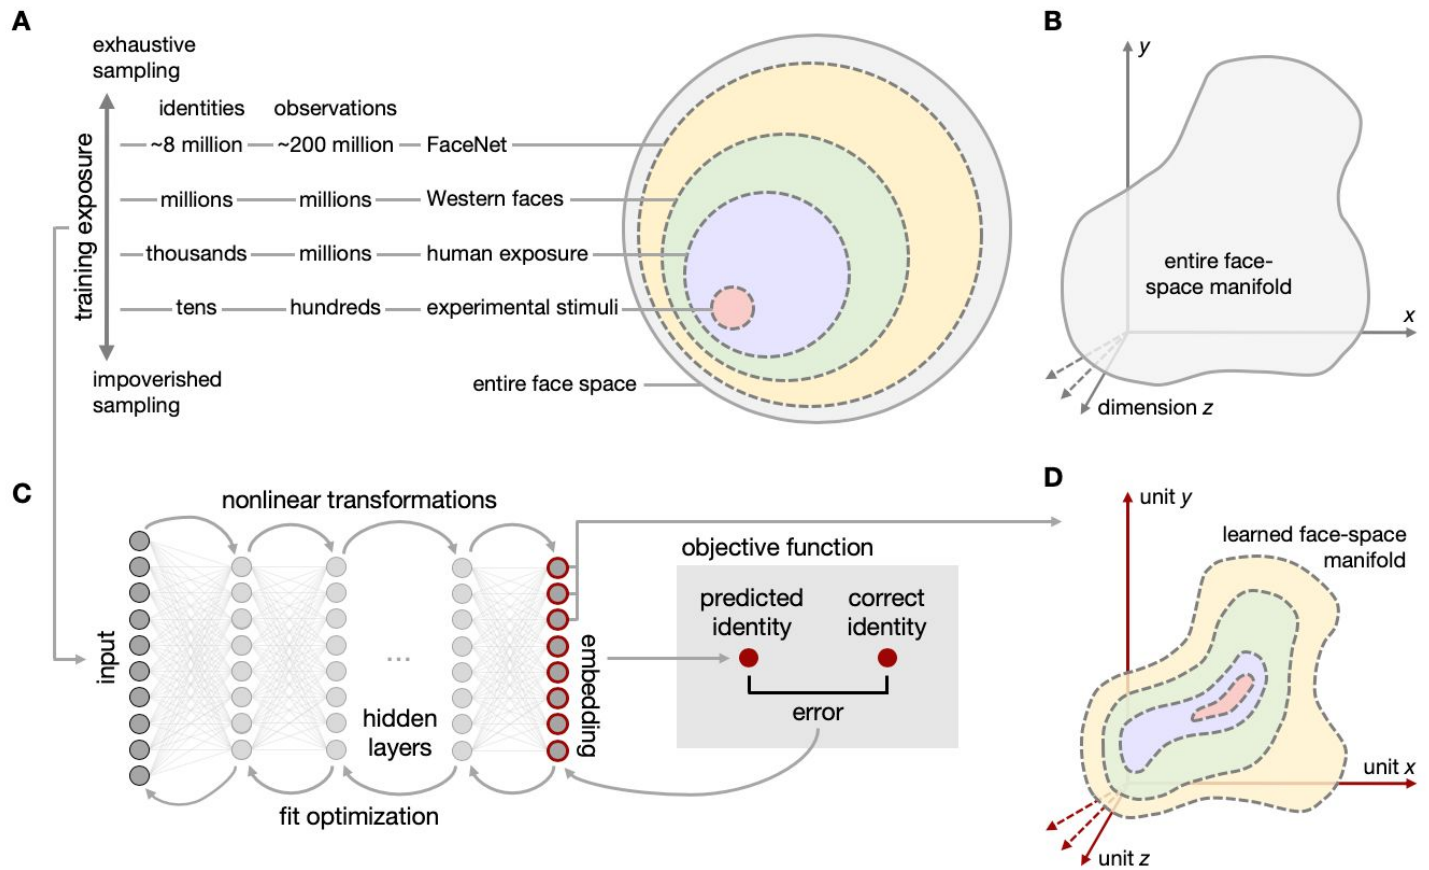 A
exhaustive
sampling
identities observations
~8 million ~200 million FaceNet
millions millions Western faces
thousands millions human exposure
tens hundreds experimental stimuli
entire face space
training exposure
impoverished
sampling
B
y
entire face-
space manifold
x
dimension z
C
nonlinear transformations
input
...
hidden
layers
embedding
fit optimization
objective function
predicted
identity
correct
identity
error
D
unit y
learned face-space
manifold
unit x
unit z